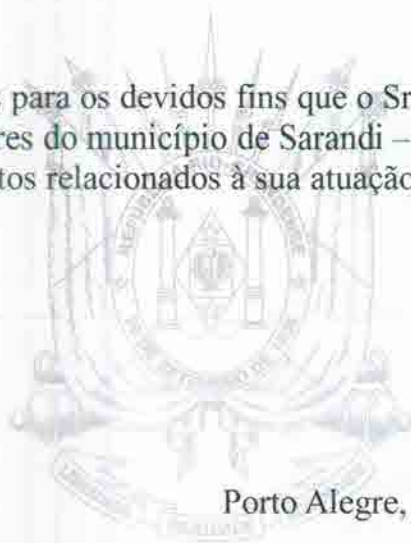 para os devidos fins que o Sr
res do município de Sarandi –
tos relacionados à sua atuação
Porto Alegre,